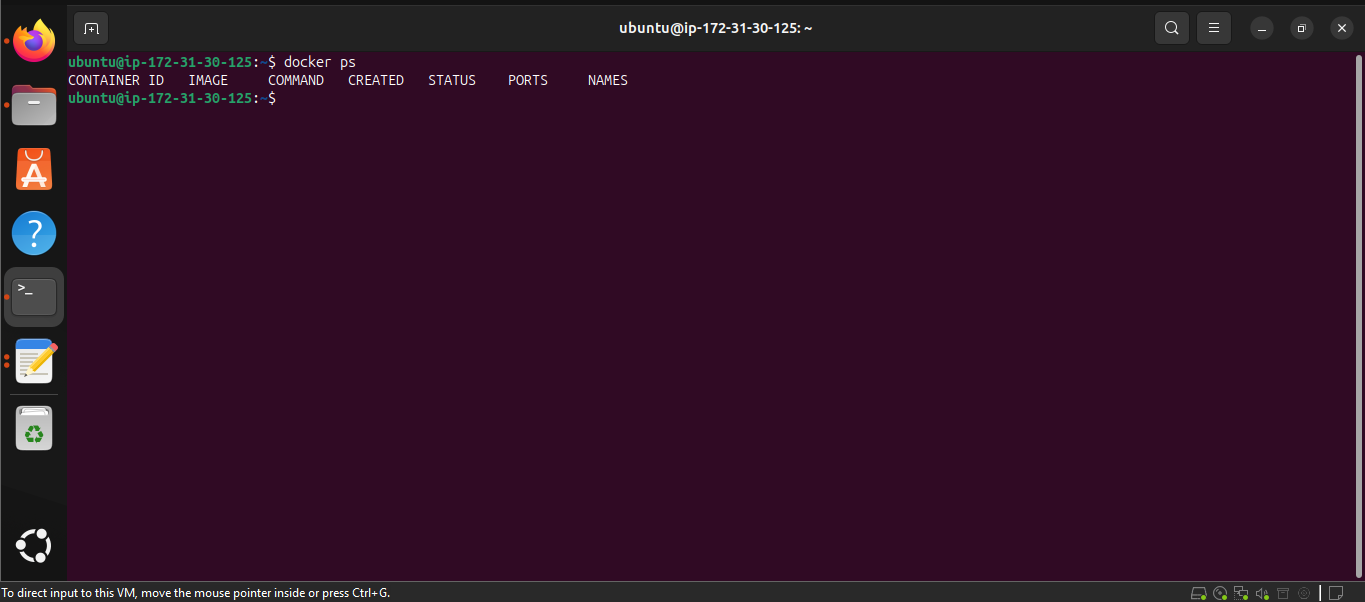 ubuntu@ip-172-31-30-125: ~
ubuntu@ip-172-31-30-125:~$ docker ps
CONTAINER ID   IMAGE     COMMAND   CREATED   STATUS    PORTS     NAMES
ubuntu@ip-172-31-30-125:~$
To direct input to this VM, move the mouse pointer inside or press Ctrl+G.